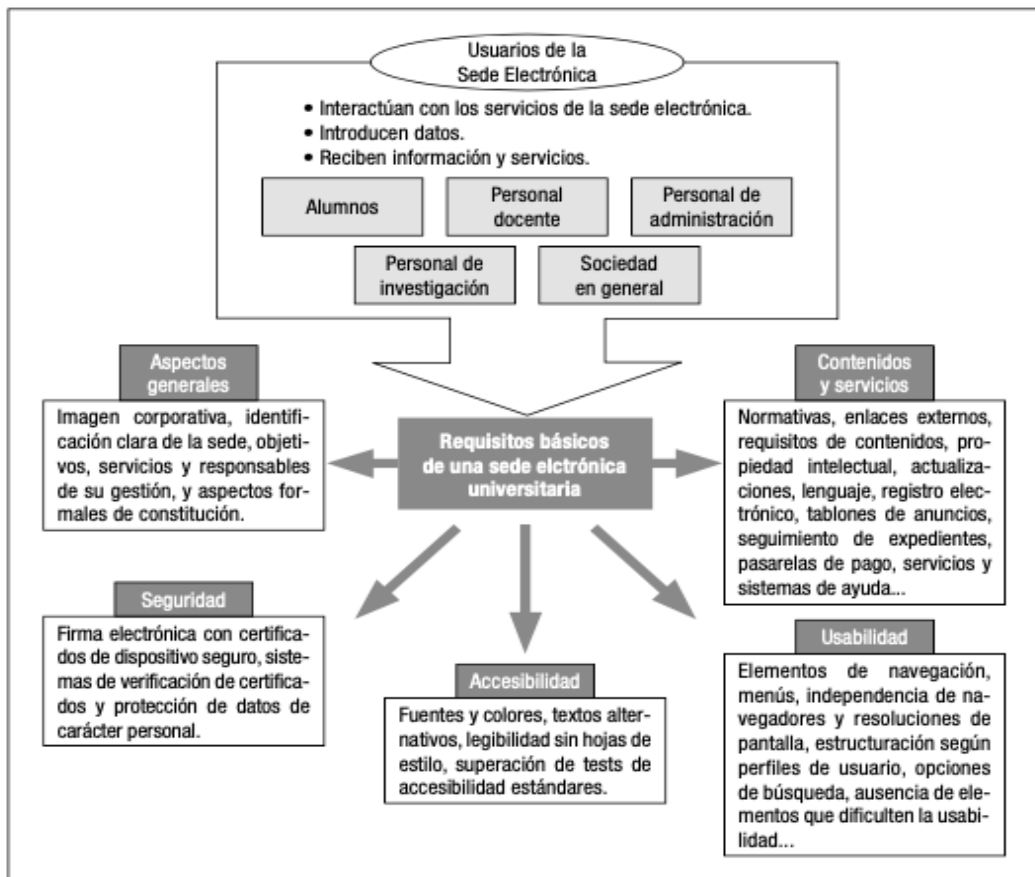 Usuarios de la
Sede Electrónica
• Interactúan con los servicios de la sede electrónica.
• Introducen datos.
• Reciben información y servicios.
Alumnos
Personal
docente
Personal de
administración
Personal de
investigación
Sociedad
en general
Aspectos
generales
Imagen corporativa, identifi-
cación clara de la sede, objeti-
vos, servicios y responsables
de su gestión, y aspectos for-
males de constitución.
Contenidos
y servicios
Normativas, enlaces externos,
requisitos de contenidos, pro-
piedad intelectual, actualiza-
ciones, lenguaje, registro elec-
trónico, tablones de anuncios,
seguimiento de expedientes,
pasarelas de pago, servicios y
sistemas de ayuda...
Requisitos básicos
de una sede elctrónica
universitaria
Seguridad
Firma electrónica con certifica-
dos de dispositivo seguro, siste-
mas de verificación de certifica-
dos y protección de datos de
carácter personal.
Accesibilidad
Fuentes y colores, textos alter-
nativos, legibilidad sin hojas de
estilo, superación de tests de
accesibilidad estándares.
Usabilidad
Elementos de navegación,
menús, independencia de na-
vegadores y resoluciones de
pantalla, estructuración según
perfiles de usuario, opciones
de búsqueda, ausencia de ele-
mentos que dificulten la usabi-
lidad...